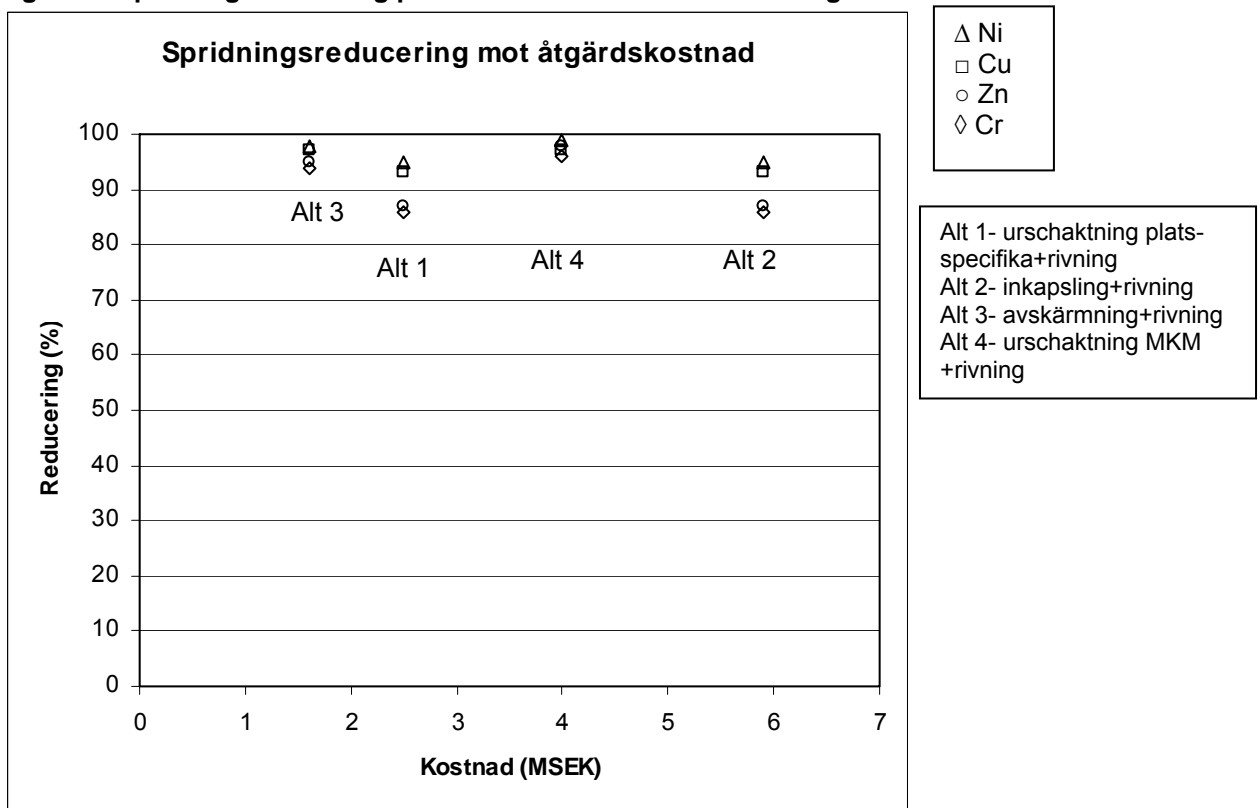 Spridningsreducering mot åtgärdskostnad
△ Ni
□ Cu
○ Zn
◊ Cr
100
90
80
70
60
50
40
30
20
10
0
Reducering (%)
Alt 3
Alt 1
Alt 4
Alt 2
0 1 2 3 4 5 6 7
Kostnad (MSEK)
Alt 1- urschaktning plats-
specifika+rivning
Alt 2- inkapsling+rivning
Alt 3- avskärmning+rivning
Alt 4- urschaktning MKM
+rivning